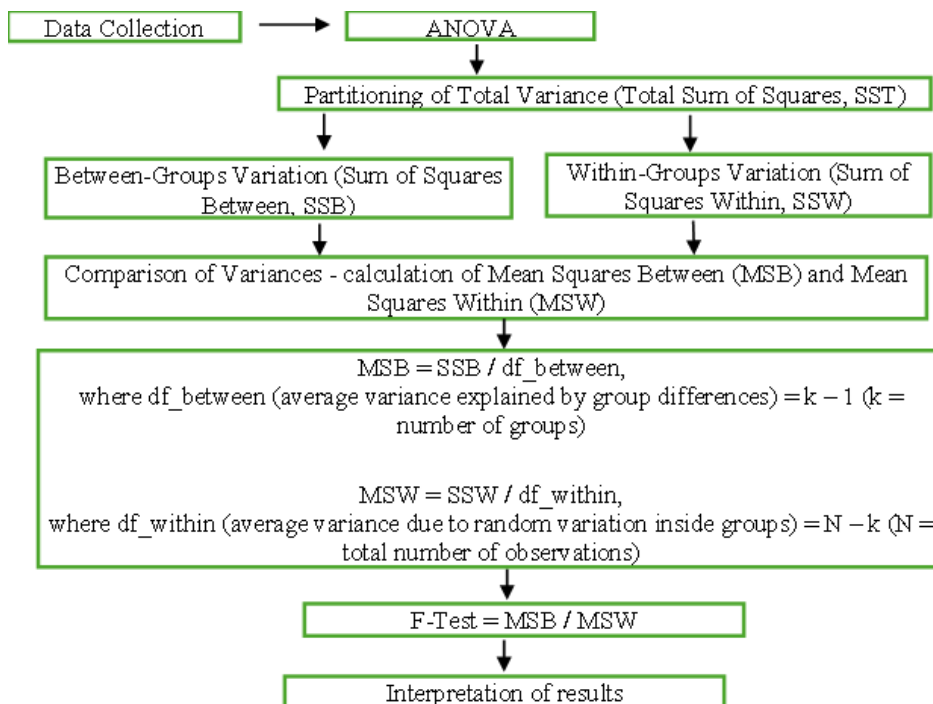 Data Collection
ANOVA
Partitioning of Total Variance (Total Sum of Squares, SST)
Between-Groups Variation (Sum of Squares
Between, SSB)
Within-Groups Variation (Sum of
Squares Within, SSW)
Comparison of Variances - calculation of Mean Squares Between (MSB) and Mean
Squares Within (MSW)
MSB = SSB / df_between,
where df_between (average variance explained by group differences) = k – 1 (k =
number of groups)
MSW = SSW / df_within,
where df_within (average variance due to random variation inside groups) = N – k (N =
total number of observations)
F-Test = MSB / MSW
Interpretation of results